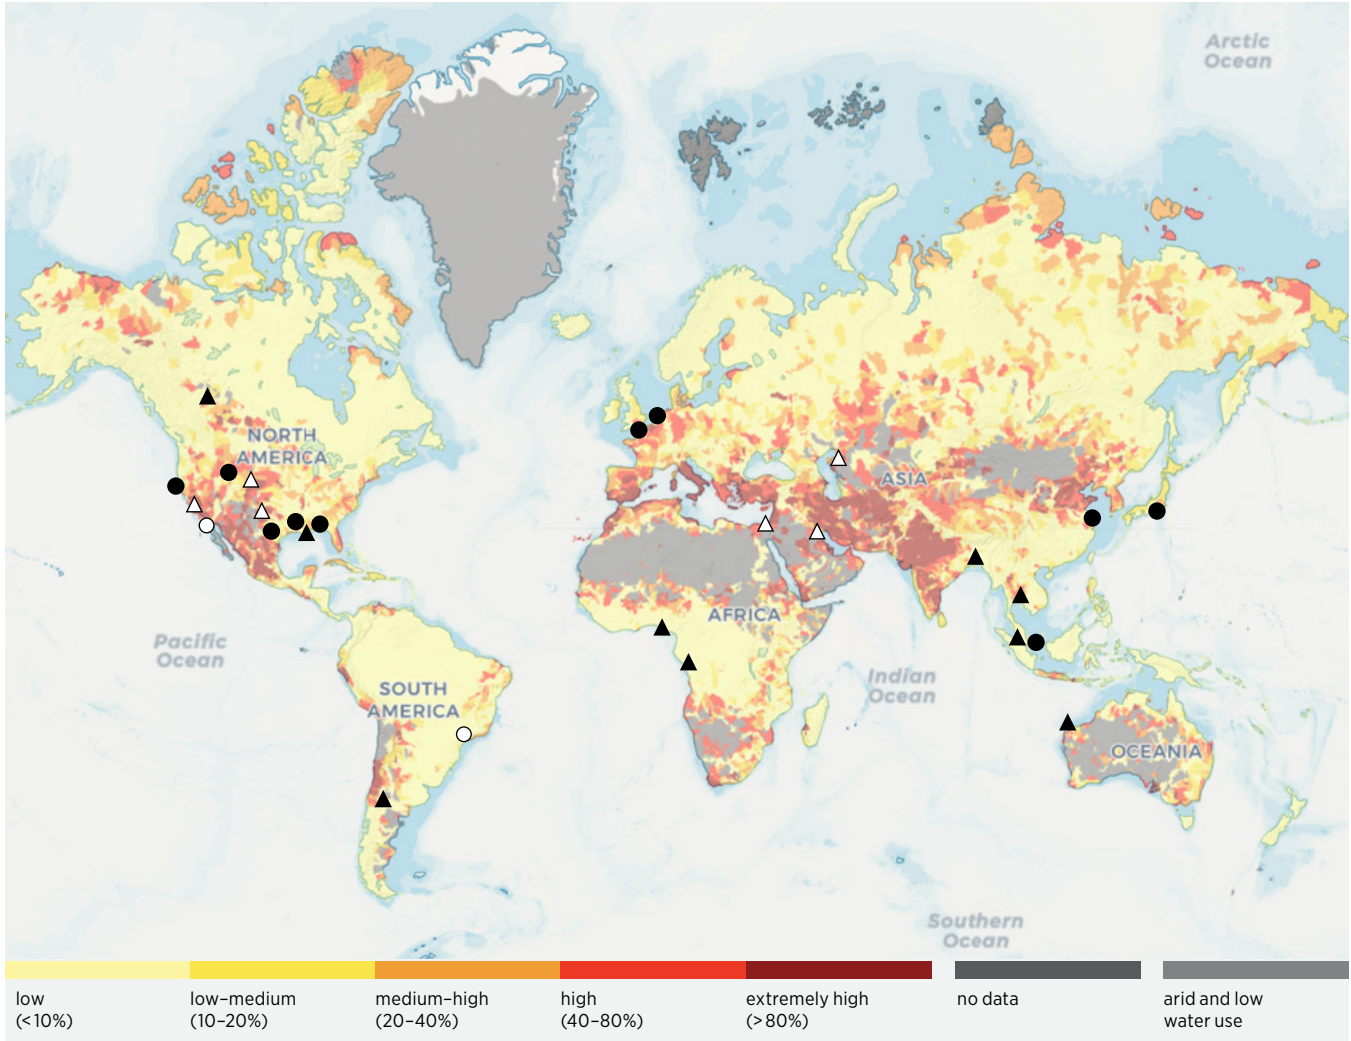 Arctic
Ocean
NORTH
AMERICA
ASIA
AFRICA
Pacific
Ocean
Indian
Ocean
SOUTH
AMERICA
OCEANIA
Southern
Ocean
low
(<10%)
low–medium
(10–20%)
medium–high
(20–40%)
high
(40–80%)
extremely high
(>80%)
no data
arid and low
water use